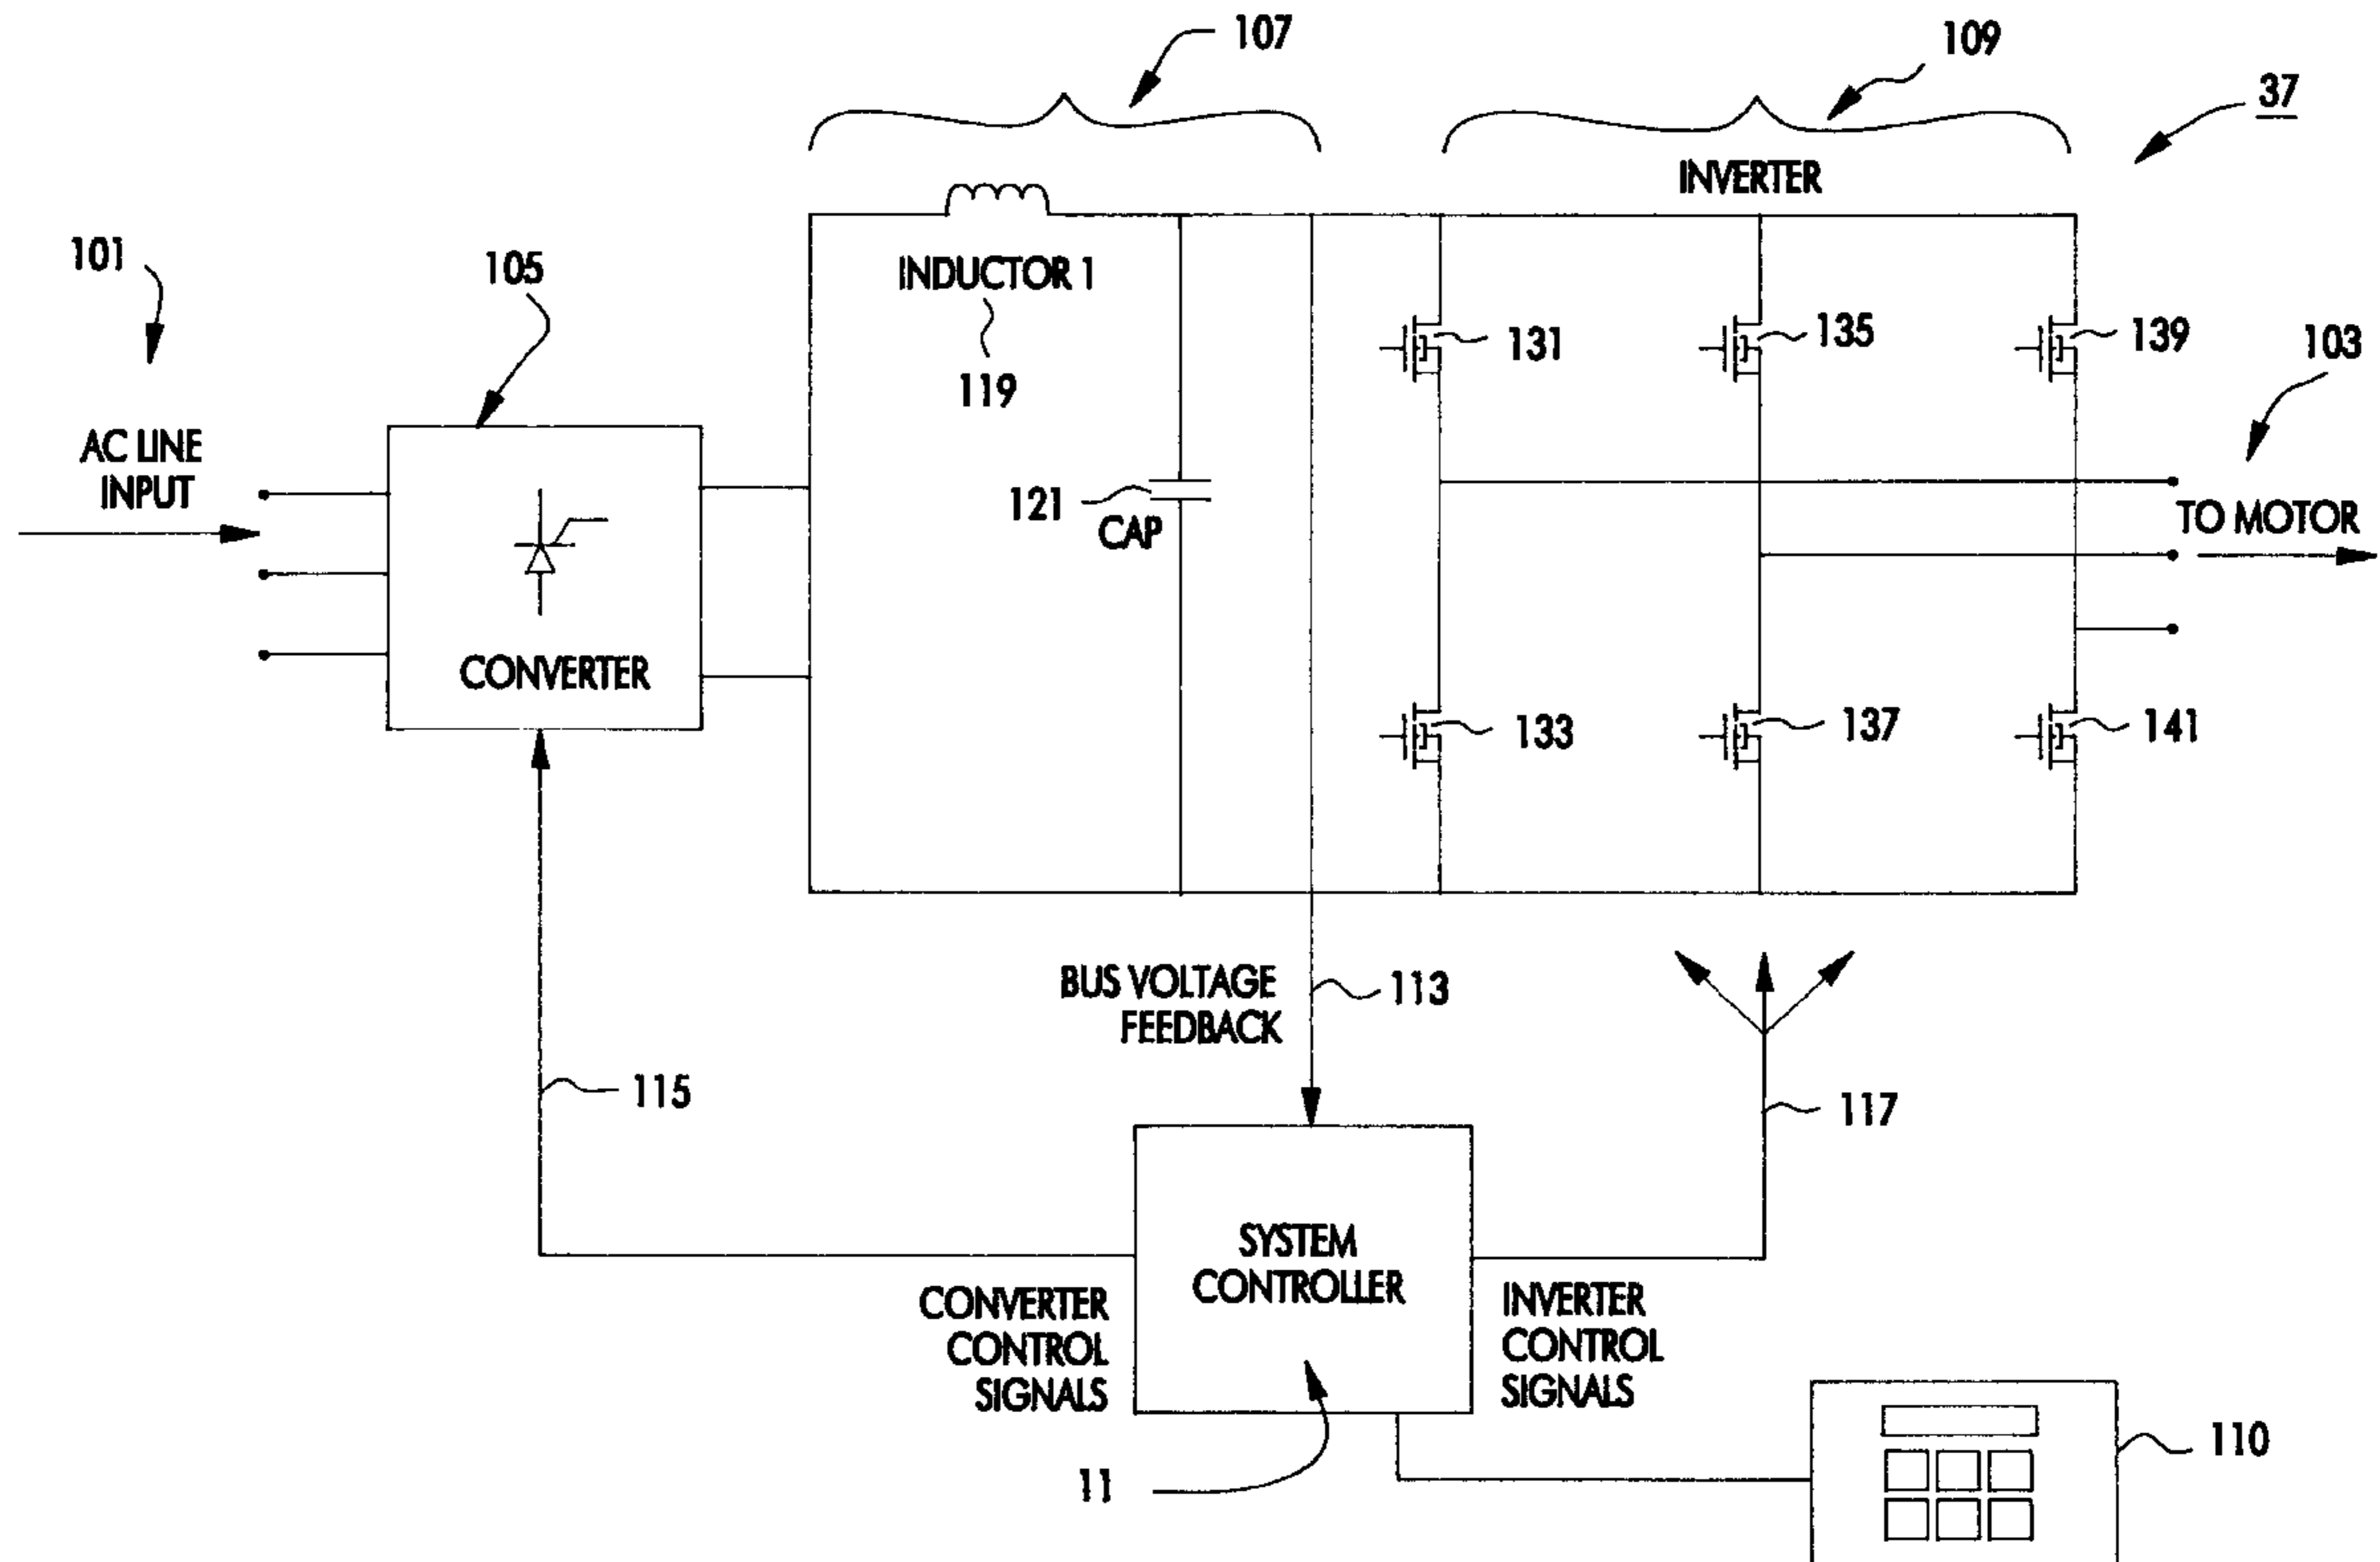 107
109
37
INVERTER
101
105
INDUCTOR 1
119
131
135
139
103
AC LINE
INPUT
121
CAP
TO MOTOR
CONVERTER
133
137
141
BUS VOLTAGE
FEEDBACK
113
115
117
SYSTEM
CONTROLLER
CONVERTER
CONTROL
SIGNALS
INVERTER
CONTROL
SIGNALS
11
110